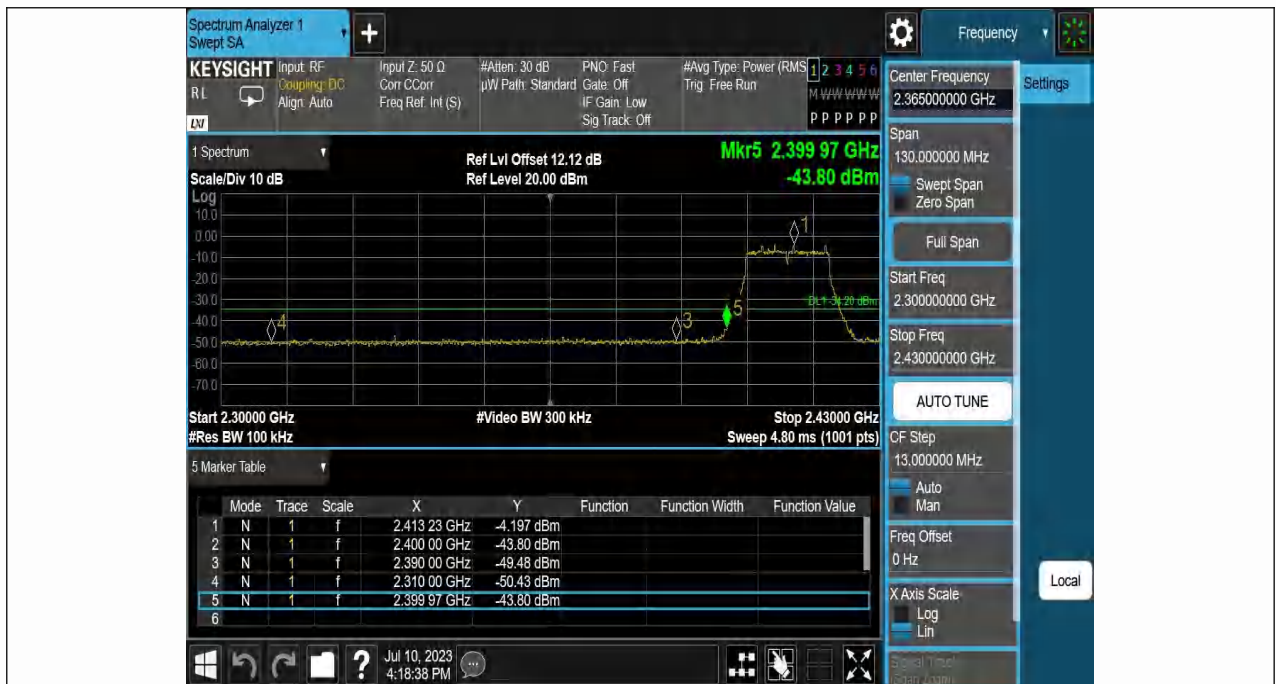 Spectrum Analyzer 1
Swept SA
+
Frequency
KEYSIGHT
RL
LXI
Input: RF
Coupling: DC
Align: Auto
Input Z: 50 Ω
Corr CCorr
Freq Ref: Int (S)
#Atten: 30 dB
µW Path: Standard
PNO: Fast
Gate: Off
IF Gain: Low
Sig Track: Off
#Avg Type: Power (RMS
Trig: Free Run
1 2 3 4 5 6
M W W W W W
P P P P P P
Center Frequency
2.365000000 GHz
Settings
Span
130.000000 MHz
Swept Span
Zero Span
Full Span
Start Freq
2.300000000 GHz
Stop Freq
2.430000000 GHz
AUTO TUNE
CF Step
13.000000 MHz
Auto
Man
Freq Offset
0 Hz
X Axis Scale
Log
Lin
Signal Track
(Span Zoom)
Local
1 Spectrum
Scale/Div 10 dB
Ref Lvl Offset 12.12 dB
Ref Level 20.00 dBm
Mkr5 2.399 97 GHz
-43.80 dBm
Log
10.0
0.00
-10.0
-20.0
-30.0
-40.0
-50.0
-60.0
-70.0
1
3
4
5
DL1 -34.20 dBm
Start 2.30000 GHz
#Video BW 300 kHz
Stop 2.43000 GHz
#Res BW 100 kHz
Sweep 4.80 ms (1001 pts)
5 Marker Table
Mode Trace Scale X Y Function Function Width Function Value
1 N 1 f 2.413 23 GHz -4.197 dBm
2 N 1 f 2.400 00 GHz -43.80 dBm
3 N 1 f 2.390 00 GHz -49.48 dBm
4 N 1 f 2.310 00 GHz -50.43 dBm
5 N 1 f 2.399 97 GHz -43.80 dBm
6
?
Jul 10, 2023
4:18:38 PM